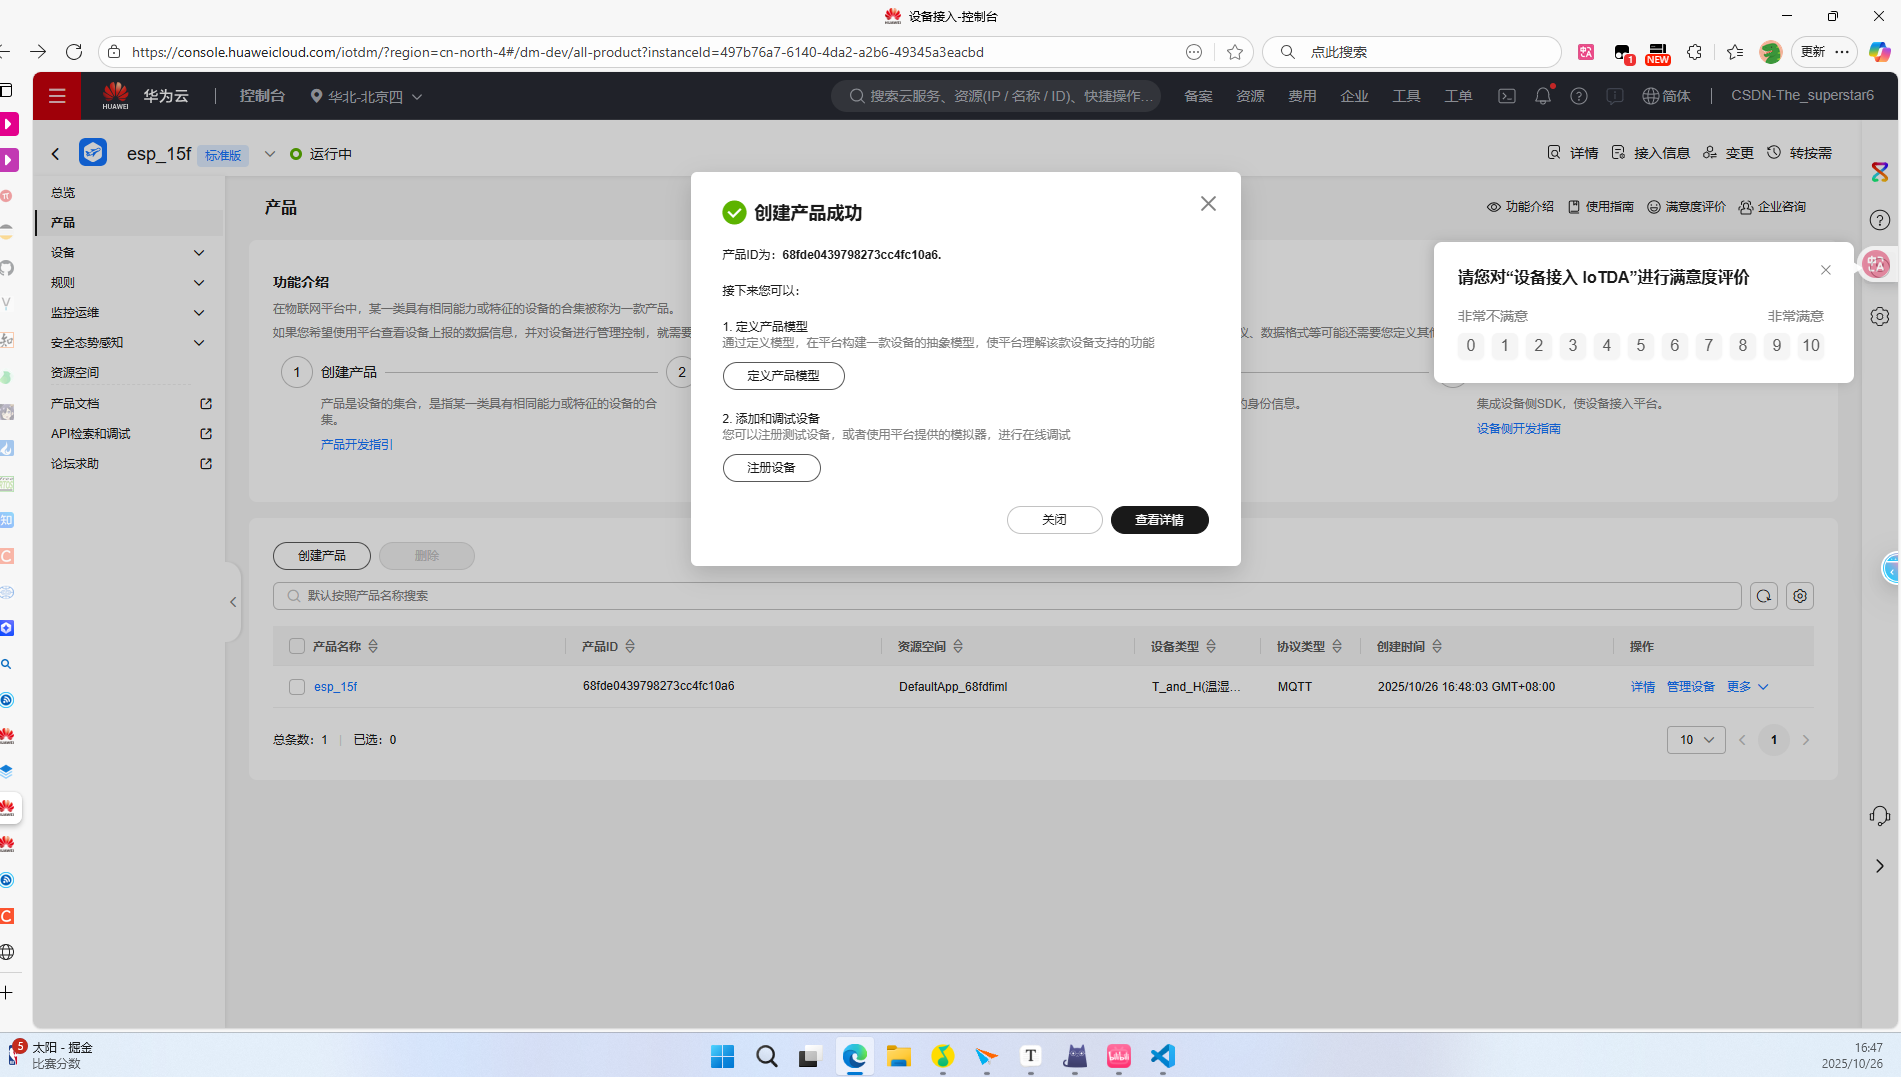 设备接入-控制台
https://console.huaweicloud.com/iotdm/?region=cn-north-4#/dm-dev/all-product?instanceId=497b76a7-6140-4da2-a2b6-49345a3eacbd
点此搜索
1
NEW
更新
HUAWEI
华为云
控制台
华北-北京四
搜索云服务、资源(IP / 名称 / ID)、快捷操作...
备案
资源
费用
企业
工具
工单
简体
CSDN-The_superstar6
esp_15f
标准版
运行中
详情
接入信息
变更
转按需
总览
产品
设备
规则
监控运维
安全态势感知
资源空间
产品文档
API检索和调试
论坛求助
产品
功能介绍
使用指南
满意度评价
企业咨询
功能介绍
在物联网平台中，某一类具有相同能力或特征的设备的合集被称为一款产品。
如果您希望使用平台查看设备上报的数据信息，并对设备进行管理控制，就需要
义、数据格式等可能还需要您定义其他
1
创建产品
2
产品是设备的集合，是指某一类具有相同能力或特征的设备的合集。
产品开发指引
的身份信息。
集成设备侧SDK，使设备接入平台。
设备侧开发指南
创建产品成功
产品ID为：68fde0439798273cc4fc10a6.
接下来您可以：
1. 定义产品模型
通过定义模型，在平台构建一款设备的抽象模型，使平台理解该款设备支持的功能
定义产品模型
2. 添加和调试设备
您可以注册测试设备，或者使用平台提供的模拟器，进行在线调试
注册设备
关闭
查看详情
请您对“设备接入 IoTDA”进行满意度评价
非常不满意
非常满意
0 1 2 3 4 5 6 7 8 9 10
创建产品
删除
默认按照产品名称搜索
产品名称
产品ID
资源空间
设备类型
协议类型
创建时间
操作
esp_15f
68fde0439798273cc4fc10a6
DefaultApp_68fdfiml
T_and_H(温湿...
MQTT
2025/10/26 16:48:03 GMT+08:00
详情
管理设备
更多
总条数：1
已选：0
10
1
5
太阳 - 掘金
比赛分数
16:47
2025/10/26